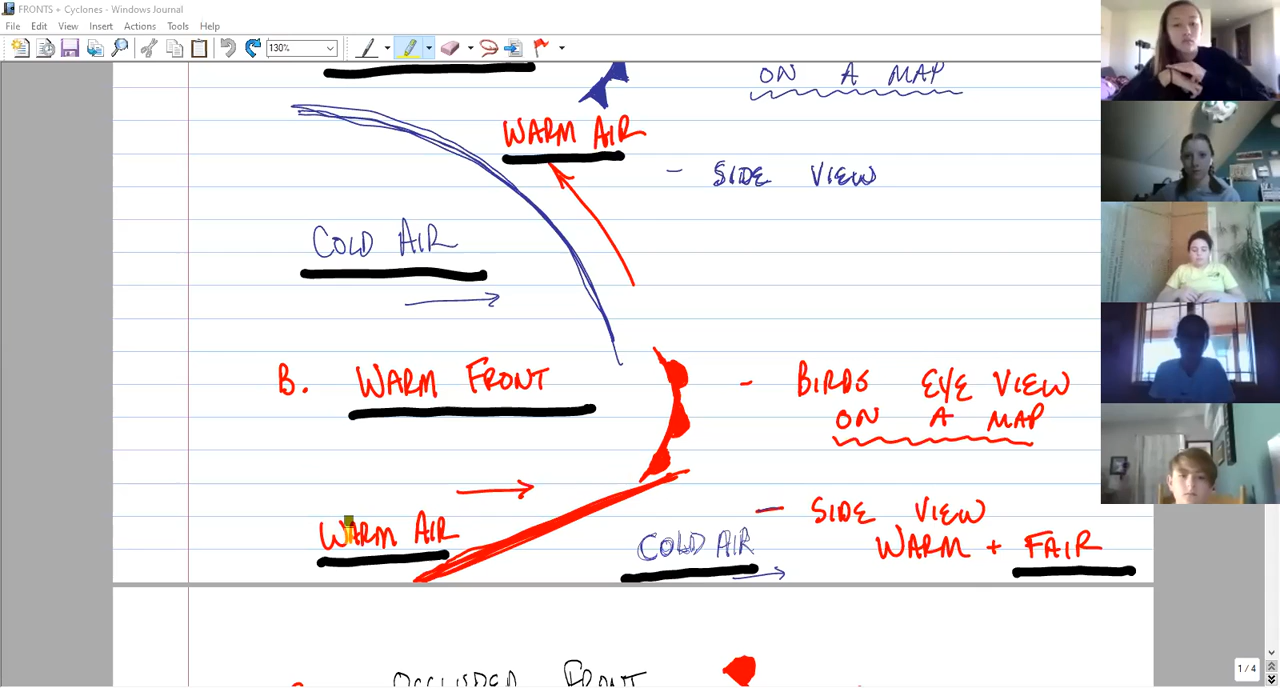 FRONTS + Cyclones - Windows Journal
File Edit View Insert Actions Tools Help
130%
ON A MAP
WARM AIR
- SIDE VIEW
COLD AIR
B. WARM FRONT - BIRDS EYE VIEW
ON A MAP
WARM AIR - SIDE VIEW
COLD AIR WARM + FAIR
1 / 4
OCCLUDED FRONT